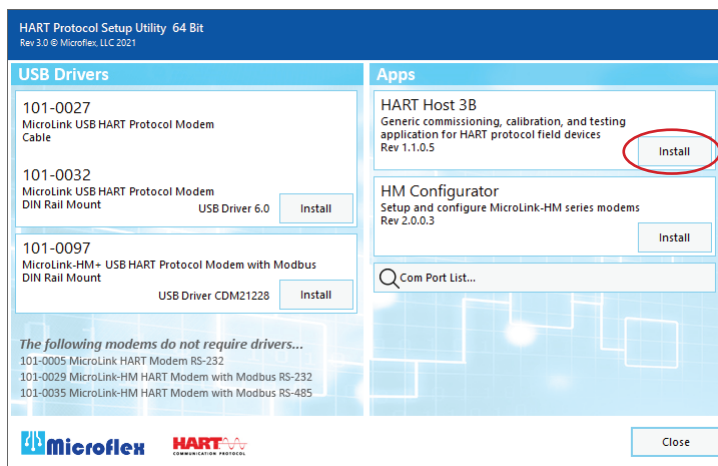 HART Protocol Setup Utility 64 Bit
Rev 3.0 © Microflex, LLC 2021
USB Drivers
101-0027
MicroLink USB HART Protocol Modem
Cable
101-0032
MicroLink USB HART Protocol Modem
DIN Rail Mount
USB Driver 6.0
Install
101-0097
MicroLink-HM+ USB HART Protocol Modem with Modbus
DIN Rail Mount
USB Driver CDM21228
Install
The following modems do not require drivers...
101-0005 MicroLink HART Modem RS-232
101-0029 MicroLink-HM HART Modem with Modbus RS-232
101-0035 MicroLink-HM HART Modem with Modbus RS-485
Apps
HART Host 3B
Generic commissioning, calibration, and testing
application for HART protocol field devices
Rev 1.1.0.5
Install
HM Configurator
Setup and configure MicroLink-HM series modems
Rev 2.0.0.3
Install
Com Port List...
Microflex
HART
COMMUNICATION PROTOCOL
Close